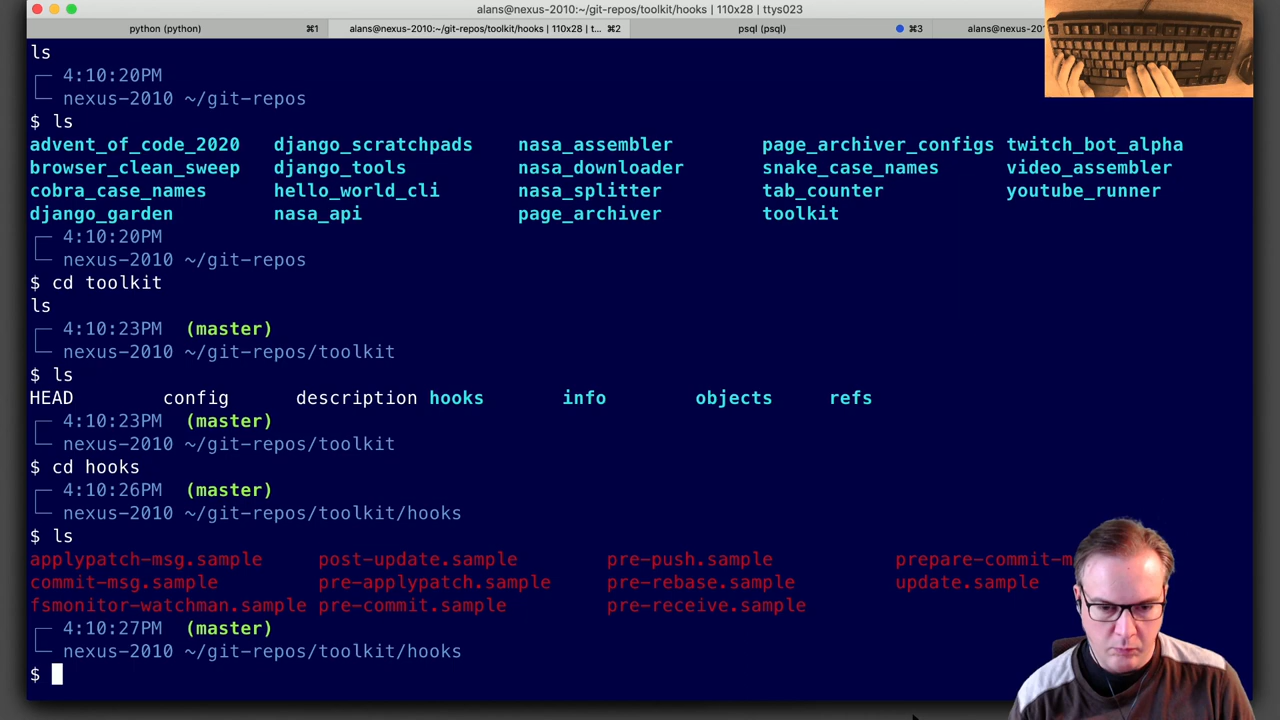 alans@nexus-2010:~/git-repos/toolkit/hooks | 110x28 | ttys023
python (python) ⌘1 alans@nexus-2010:~/git-repos/toolkit/hooks | 110x28 | t... ⌘2 psql (psql) ⌘3 alans@nexus-201
ls
4:10:20PM
nexus-2010 ~/git-repos
$ ls
advent_of_code_2020 django_scratchpads nasa_assembler page_archiver_configs twitch_bot_alpha
browser_clean_sweep django_tools nasa_downloader snake_case_names video_assembler
cobra_case_names hello_world_cli nasa_splitter tab_counter youtube_runner
django_garden nasa_api page_archiver toolkit
4:10:20PM
nexus-2010 ~/git-repos
$ cd toolkit
ls
4:10:23PM (master)
nexus-2010 ~/git-repos/toolkit
$ ls
HEAD config description hooks info objects refs
4:10:23PM (master)
nexus-2010 ~/git-repos/toolkit
$ cd hooks
4:10:26PM (master)
nexus-2010 ~/git-repos/toolkit/hooks
$ ls
applypatch-msg.sample post-update.sample pre-push.sample prepare-commit-m
commit-msg.sample pre-applypatch.sample pre-rebase.sample update.sample
fsmonitor-watchman.sample pre-commit.sample pre-receive.sample
4:10:27PM (master)
nexus-2010 ~/git-repos/toolkit/hooks
$